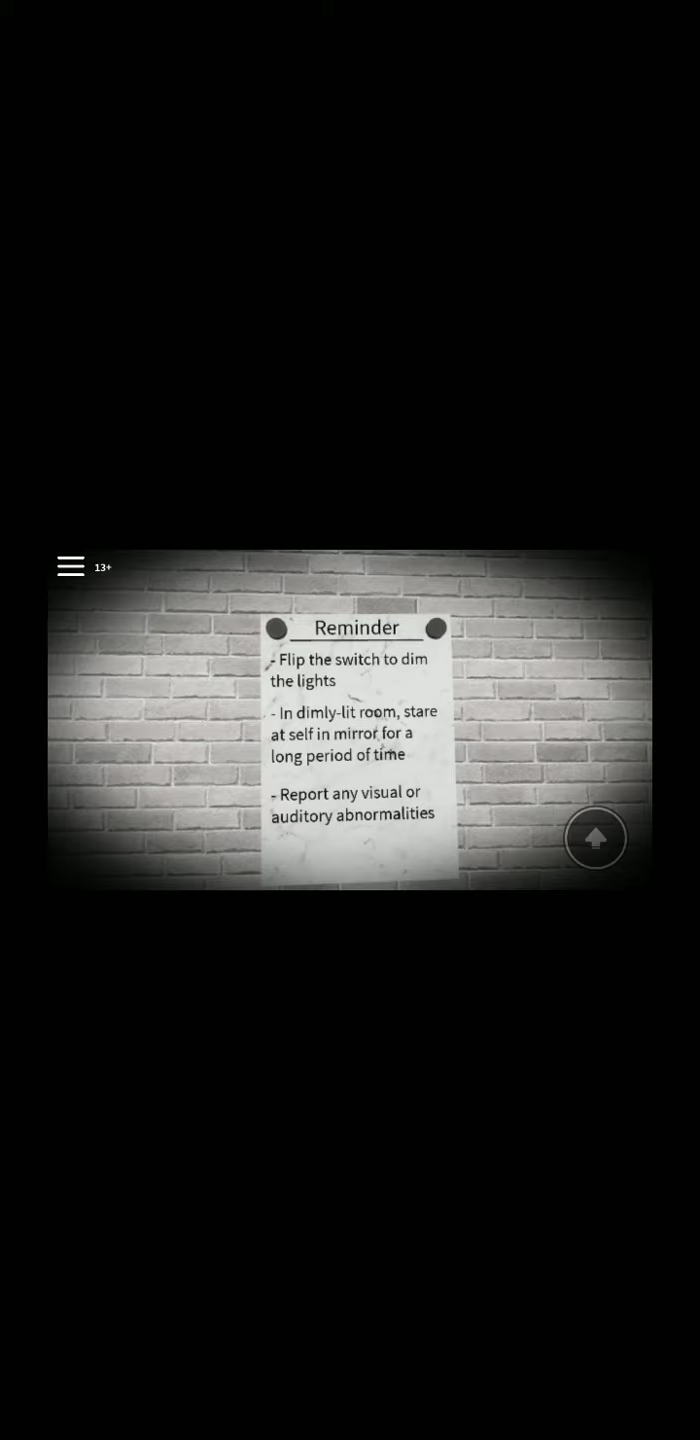 13+
Reminder
- Flip the switch to dim
the lights
- In dimly-lit room, stare
at self in mirror for a
long period of time
- Report any visual or
auditory abnormalities